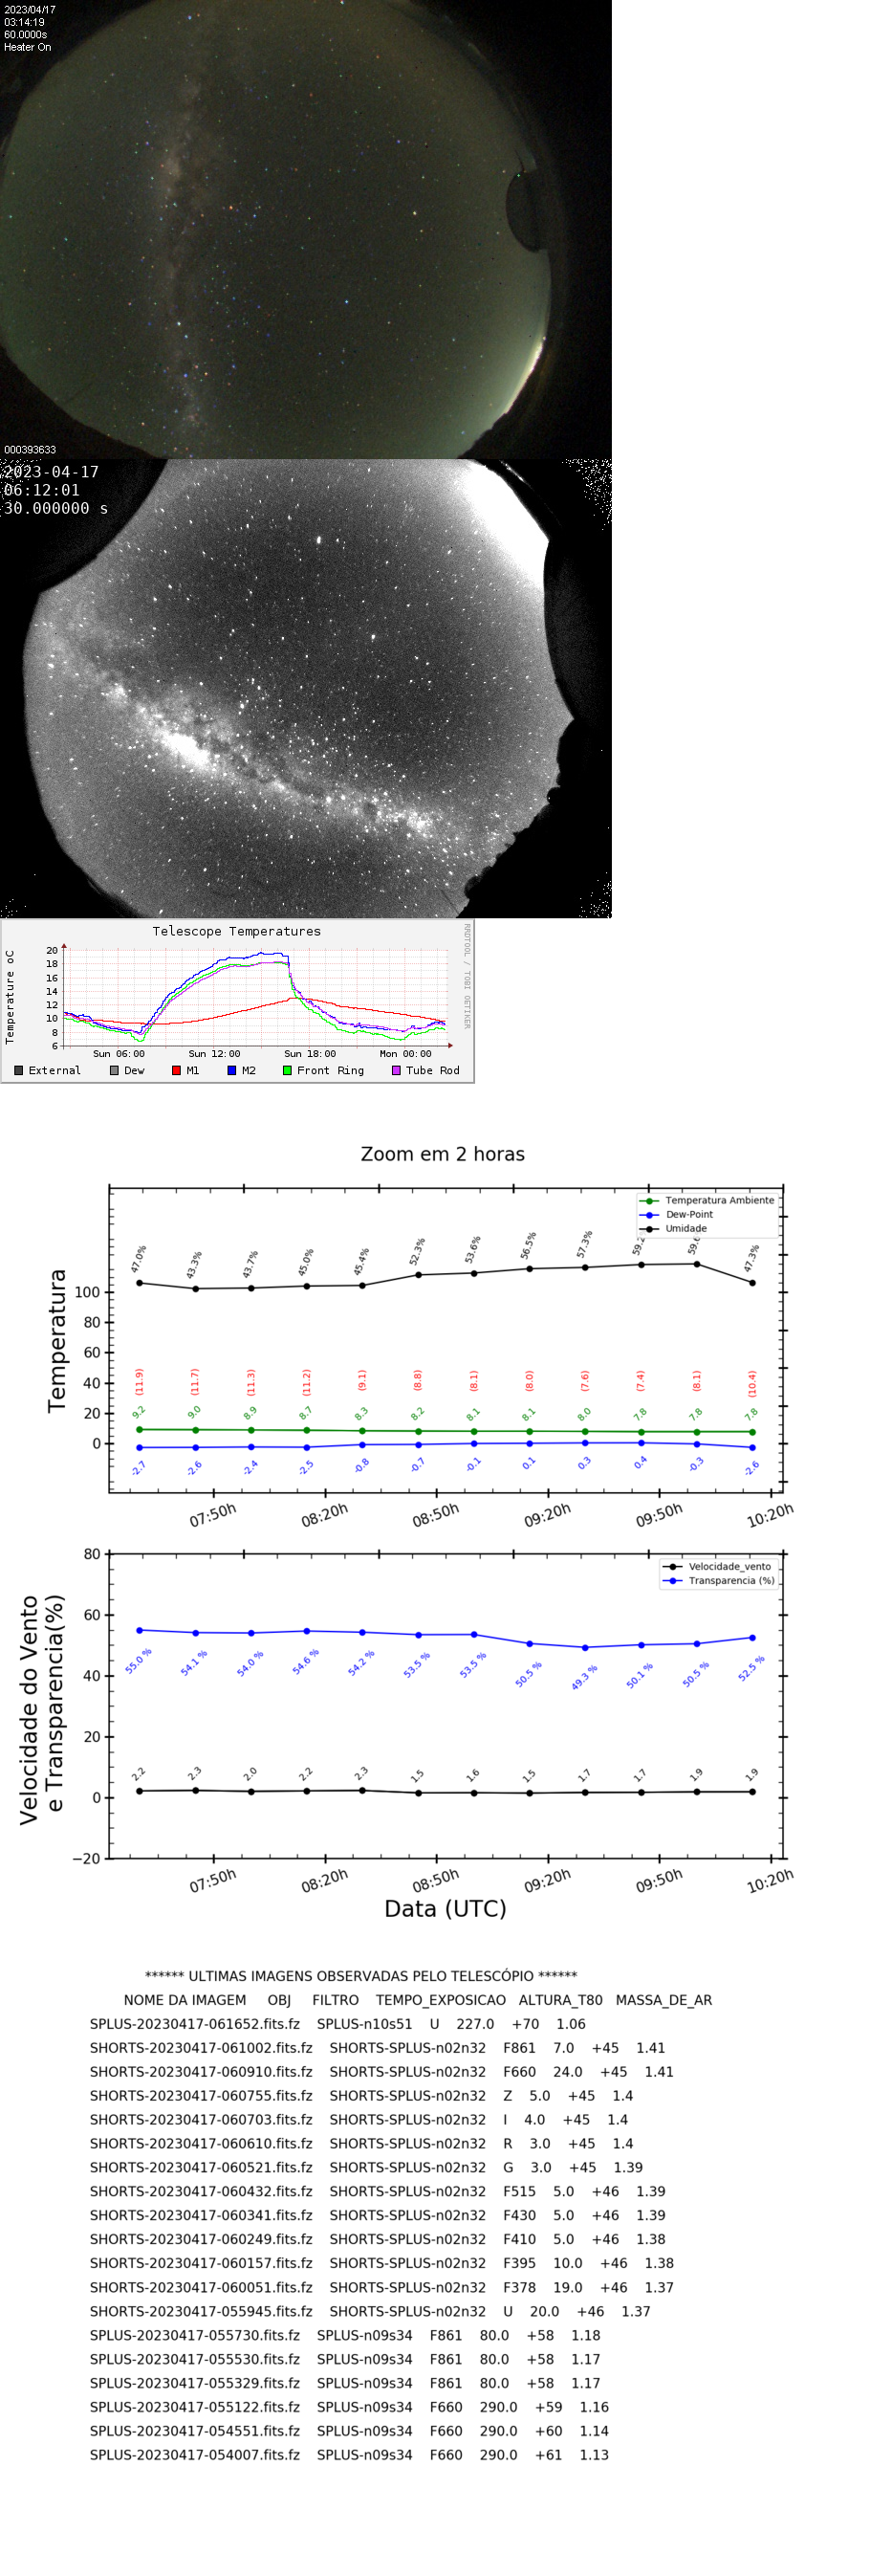 2023/04/17
03:14:19
60.0000s
Heater On
000393633
2023-04-17
06:12:01
30.000000 s
Telescope Temperatures
RRDTOOL / TOBI OETIKER
Temperature oC
20
18
16
14
12
10
8
6
Sun 06:00 Sun 12:00 Sun 18:00 Mon 00:00
External Dew M1 M2 Front Ring Tube Rod
Zoom em 2 horas
Temperatura Ambiente
Dew-Point
Umidade
47.0% 43.3% 43.7% 45.0% 45.4% 52.3% 53.6% 56.5% 57.3% 59. 59. 47.3%
Temperatura
100
80
60
40
20
0
(11.9) (11.7) (11.3) (11.2) (9.1) (8.8) (8.1) (8.0) (7.6) (7.4) (8.1) (10.4)
9.2 9.0 8.9 8.7 8.3 8.2 8.1 8.1 8.0 7.8 7.8 7.8
-2.7 -2.6 -2.4 -2.5 -0.8 -0.7 -0.1 0.1 0.3 0.4 -0.3 -2.6
07:50h 08:20h 08:50h 09:20h 09:50h 10:20h
Velocidade_vento
Transparencia (%)
Velocidade do Vento
e Transparencia(%)
80
60
40
20
0
−20
55.0 % 54.1 % 54.0 % 54.6 % 54.2 % 53.5 % 53.5 % 50.5 % 49.3 % 50.1 % 50.5 % 52.5 %
2.2 2.3 2.0 2.2 2.3 1.5 1.6 1.5 1.7 1.7 1.9 1.9
07:50h 08:20h 08:50h 09:20h 09:50h 10:20h
Data (UTC)
****** ULTIMAS IMAGENS OBSERVADAS PELO TELESCÓPIO ******
NOME DA IMAGEM OBJ FILTRO TEMPO_EXPOSICAO ALTURA_T80 MASSA_DE_AR
SPLUS-20230417-061652.fits.fz SPLUS-n10s51 U 227.0 +70 1.06
SHORTS-20230417-061002.fits.fz SHORTS-SPLUS-n02n32 F861 7.0 +45 1.41
SHORTS-20230417-060910.fits.fz SHORTS-SPLUS-n02n32 F660 24.0 +45 1.41
SHORTS-20230417-060755.fits.fz SHORTS-SPLUS-n02n32 Z 5.0 +45 1.4
SHORTS-20230417-060703.fits.fz SHORTS-SPLUS-n02n32 I 4.0 +45 1.4
SHORTS-20230417-060610.fits.fz SHORTS-SPLUS-n02n32 R 3.0 +45 1.4
SHORTS-20230417-060521.fits.fz SHORTS-SPLUS-n02n32 G 3.0 +45 1.39
SHORTS-20230417-060432.fits.fz SHORTS-SPLUS-n02n32 F515 5.0 +46 1.39
SHORTS-20230417-060341.fits.fz SHORTS-SPLUS-n02n32 F430 5.0 +46 1.39
SHORTS-20230417-060249.fits.fz SHORTS-SPLUS-n02n32 F410 5.0 +46 1.38
SHORTS-20230417-060157.fits.fz SHORTS-SPLUS-n02n32 F395 10.0 +46 1.38
SHORTS-20230417-060051.fits.fz SHORTS-SPLUS-n02n32 F378 19.0 +46 1.37
SHORTS-20230417-055945.fits.fz SHORTS-SPLUS-n02n32 U 20.0 +46 1.37
SPLUS-20230417-055730.fits.fz SPLUS-n09s34 F861 80.0 +58 1.18
SPLUS-20230417-055530.fits.fz SPLUS-n09s34 F861 80.0 +58 1.17
SPLUS-20230417-055329.fits.fz SPLUS-n09s34 F861 80.0 +58 1.17
SPLUS-20230417-055122.fits.fz SPLUS-n09s34 F660 290.0 +59 1.16
SPLUS-20230417-054551.fits.fz SPLUS-n09s34 F660 290.0 +60 1.14
SPLUS-20230417-054007.fits.fz SPLUS-n09s34 F660 290.0 +61 1.13